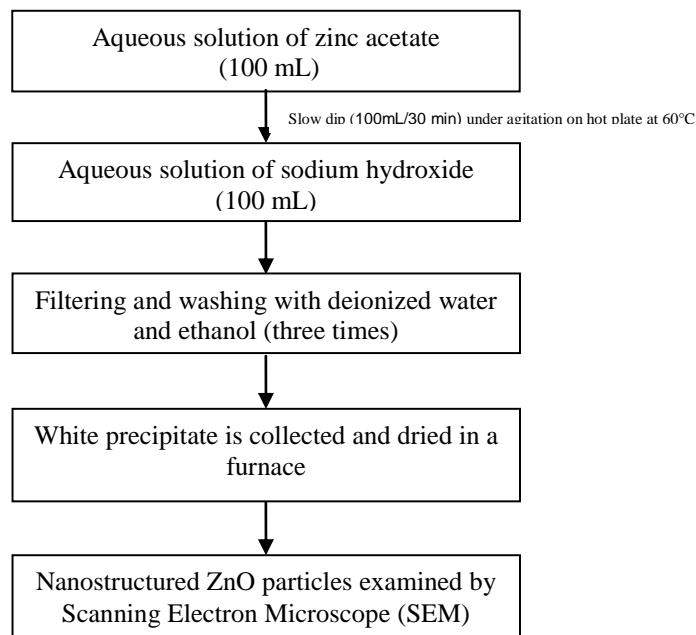 Aqueous solution of zinc acetate
(100 mL)
Slow dip (100mL/30 min) under agitation on hot plate at 60°C
Aqueous solution of sodium hydroxide
(100 mL)
Filtering and washing with deionized water
and ethanol (three times)
White precipitate is collected and dried in a
furnace
Nanostructured ZnO particles examined by
Scanning Electron Microscope (SEM)